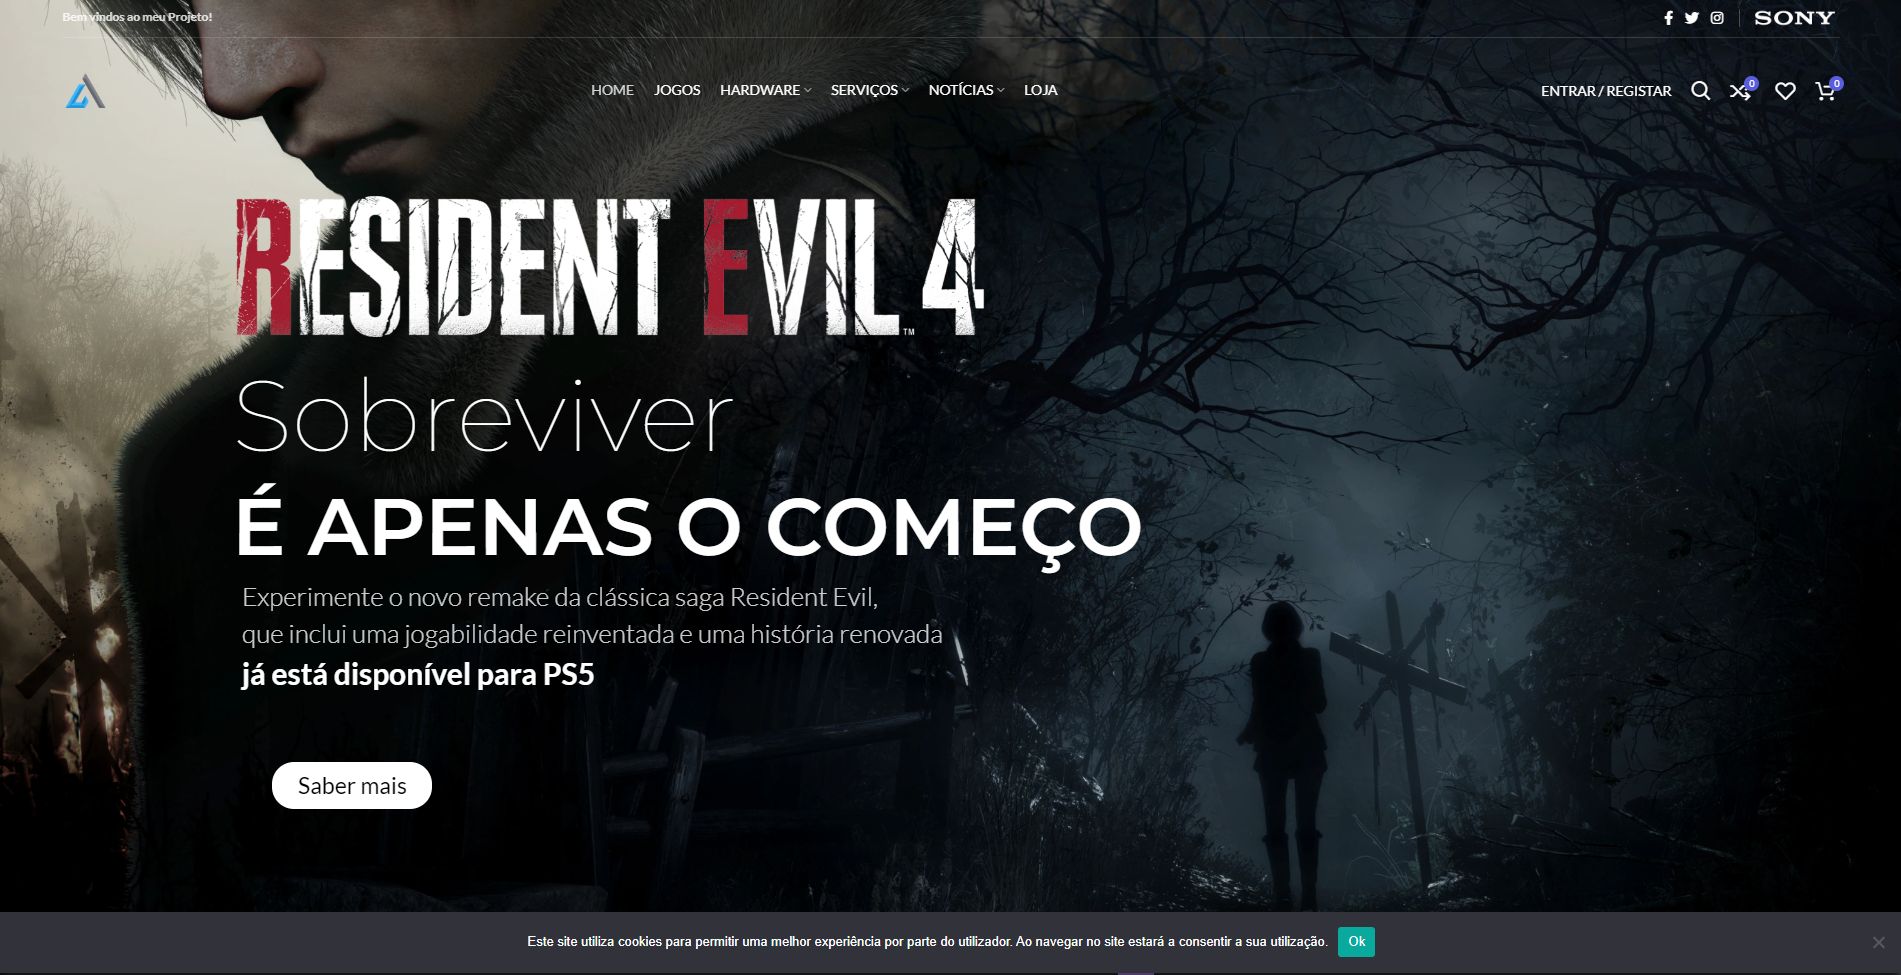 Bem vindos ao meu Projeto!
SONY
HOME JOGOS HARDWARE SERVIÇOS NOTÍCIAS LOJA
ENTRAR / REGISTAR 0 0
RESIDENT EVIL 4
TM
Sobreviver
É APENAS O COMEÇO
Experimente o novo remake da clássica saga Resident Evil,
que inclui uma jogabilidade reinventada e uma história renovada
já está disponível para PS5
Saber mais
Este site utiliza cookies para permitir uma melhor experiência por parte do utilizador. Ao navegar no site estará a consentir a sua utilização. Ok